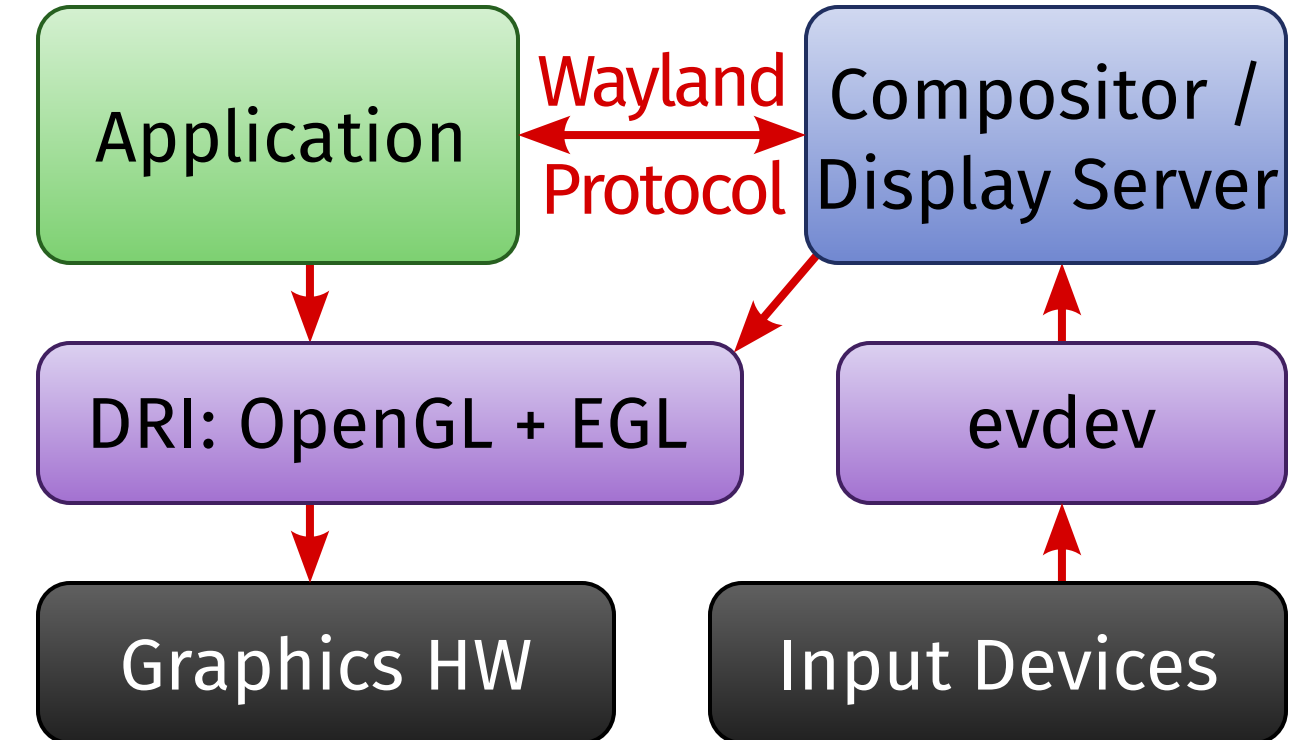 Application
Wayland
Protocol
Compositor /
Display Server
DRI: OpenGL + EGL
evdev
Graphics HW
Input Devices